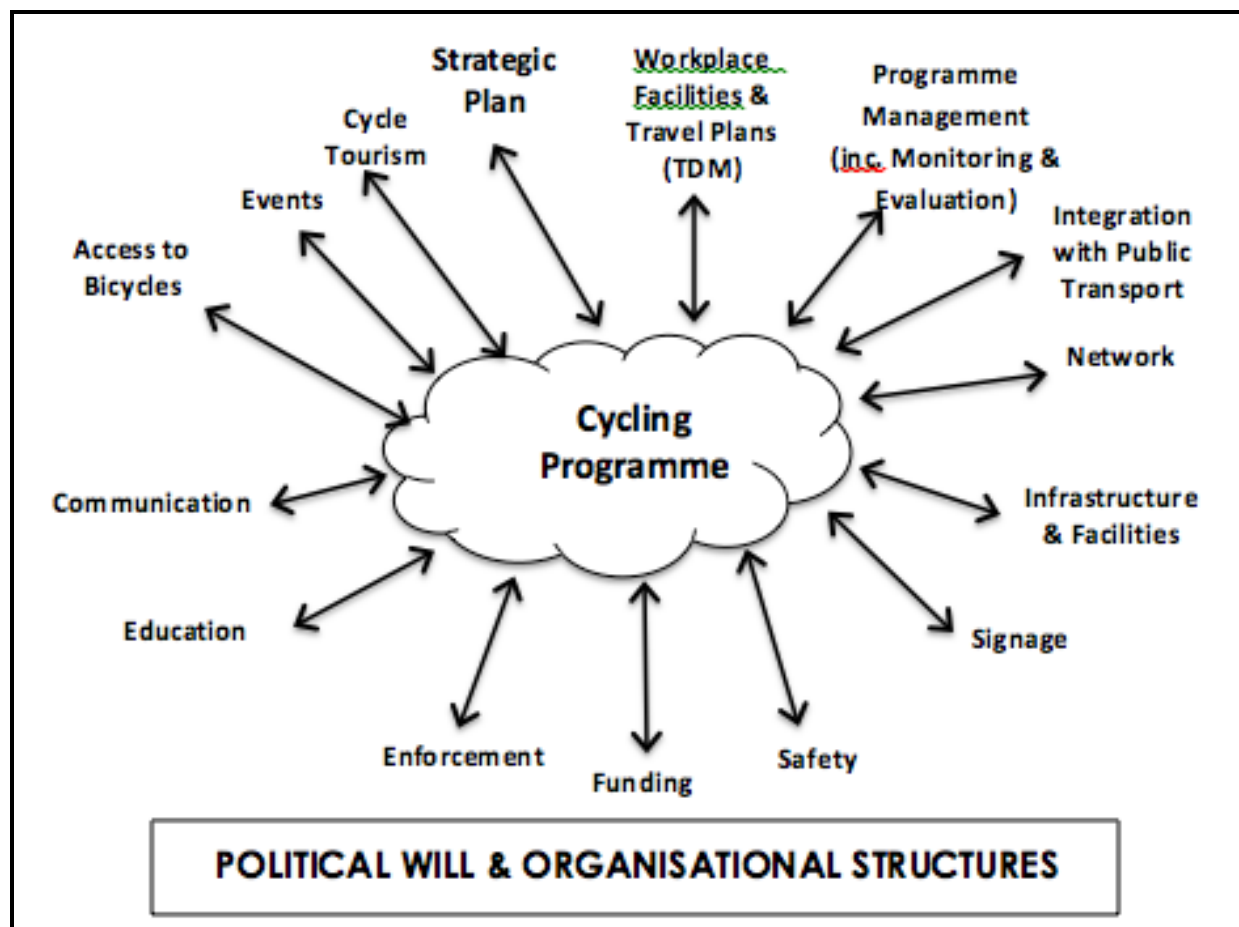 Strategic
Plan
Workplace
Facilities &
Travel Plans
(TDM)
Programme
Management
(inc. Monitoring &
Evaluation)
Cycle
Tourism
Events
Access to
Bicycles
Integration
with Public
Transport
Network
Cycling
Programme
Communication
Infrastructure
& Facilities
Education
Signage
Enforcement
Funding
Safety
POLITICAL WILL & ORGANISATIONAL STRUCTURES